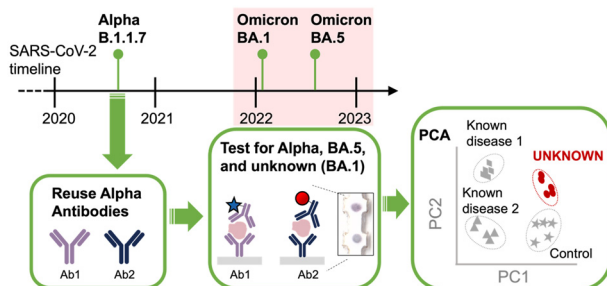 Alpha
B.1.1.7
Omicron
BA.1
Omicron
BA.5
SARS-CoV-2
timeline
2020
2021
2022
2023
Reuse Alpha
Antibodies
Ab1
Ab2
Test for Alpha, BA.5,
and unknown (BA.1)
Ab1
Ab2
PCA
Known
disease 1
UNKNOWN
Known
disease 2
Control
PC2
PC1